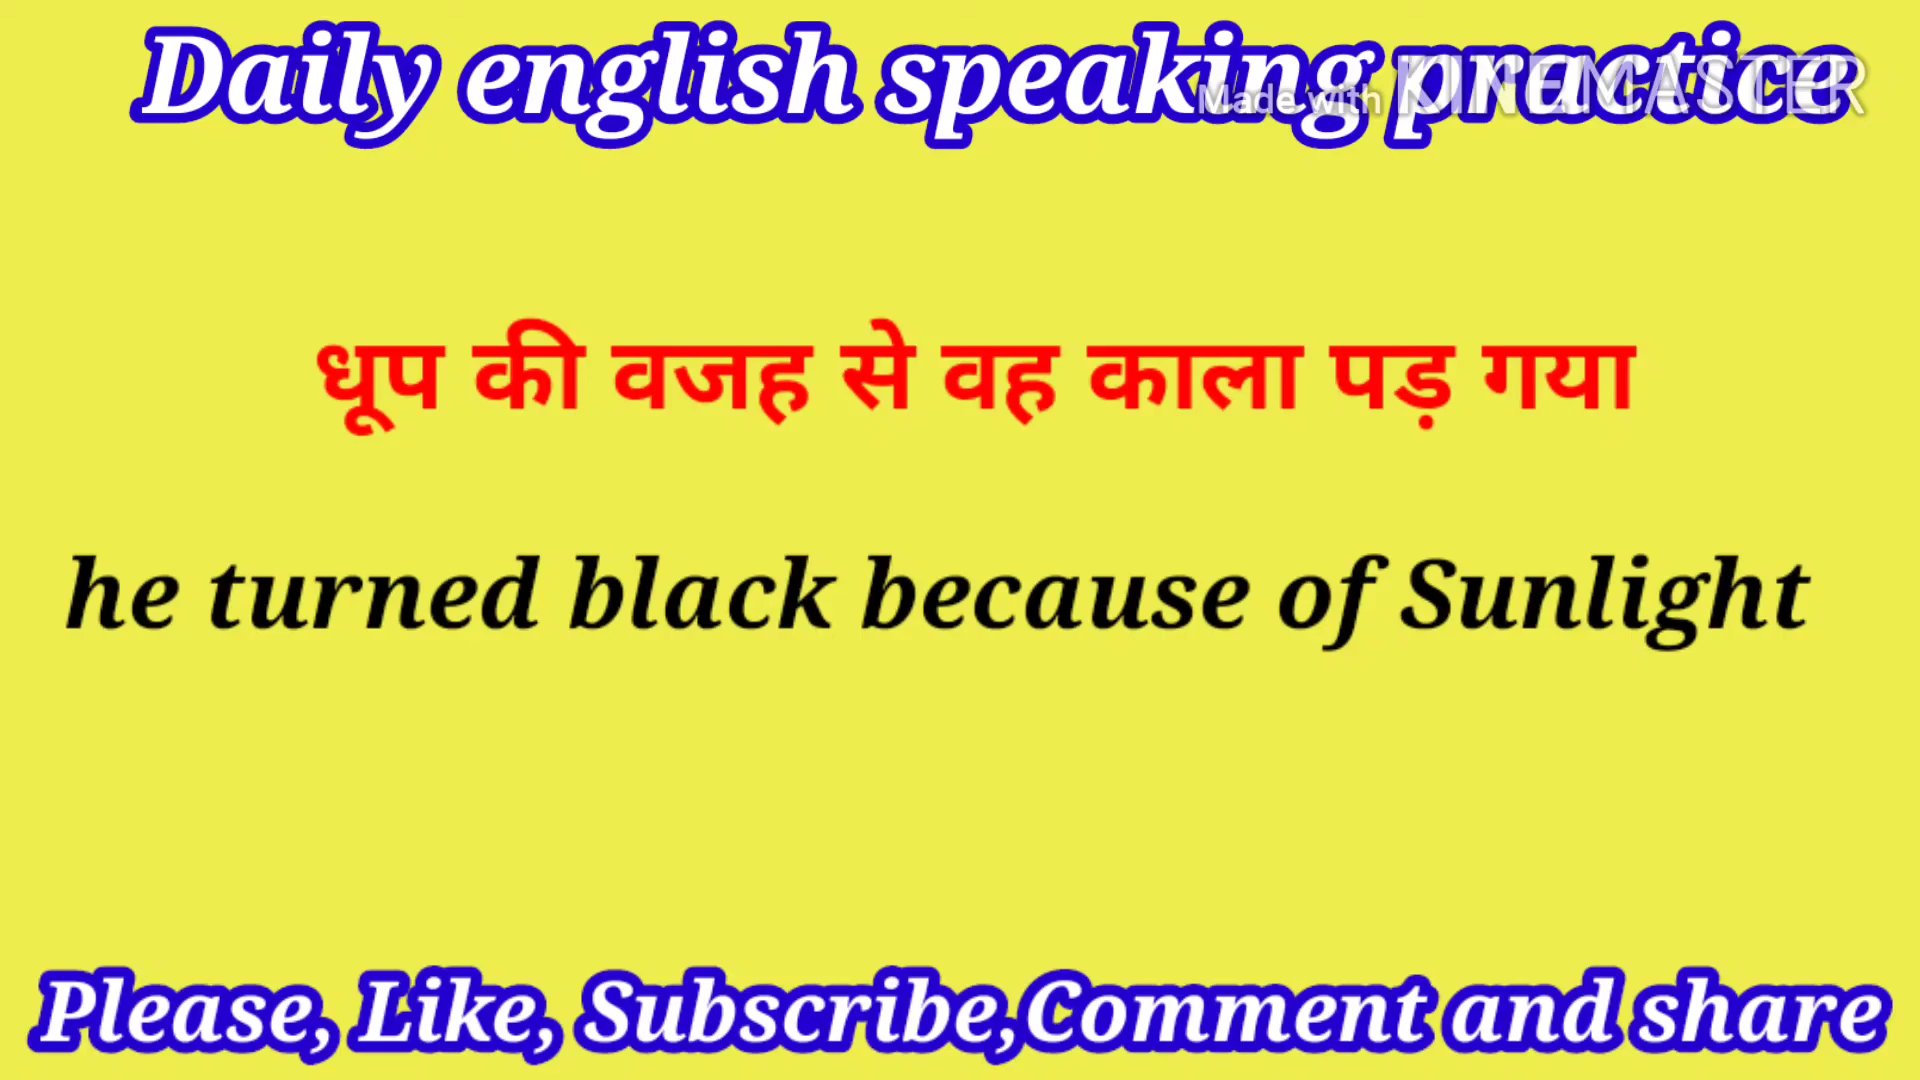 Daily english speaking practice
Made with KINEMASTER
धूप की वजह से वह काला पड़ गया
he turned black because of Sunlight
Please, Like, Subscribe,Comment and share